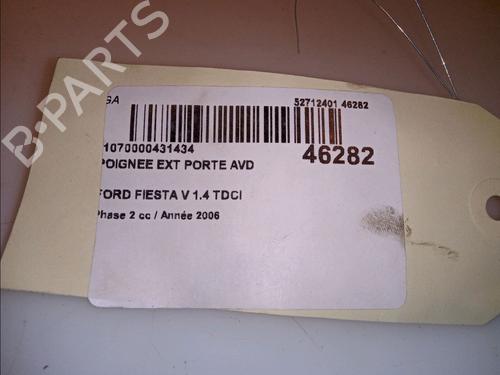 GA
52712401 46282
1070000431434
POIGNEE EXT PORTE AVD
46282
FORD FIESTA V 1.4 TDCI
Phase 2 cc / Année 2006
B-PARTS